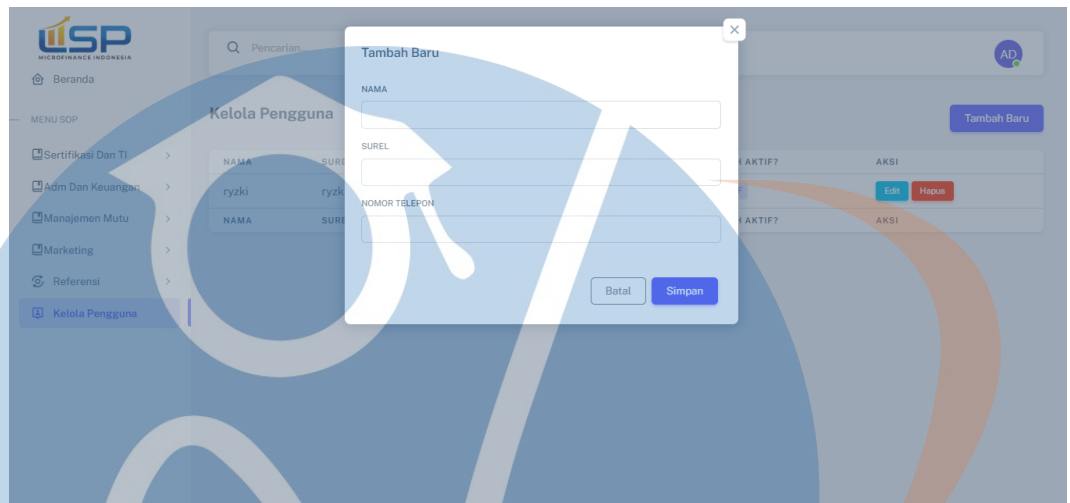 LSP
MICROFINANCE INDONESIA
Pencarian
AD
Beranda
MENU SOP
Sertifikasi Dan TI
Adm Dan Keuangan
Manajemen Mutu
Marketing
Referensi
Kelola Pengguna
Kelola Pengguna
Tambah Baru
NAMA SURE AKTIF? AKSI
ryzki ryzk Edit Hapus
NAMA SURE AKTIF? AKSI
Tambah Baru
NAMA
SUREL
NOMOR TELEPON
Batal Simpan